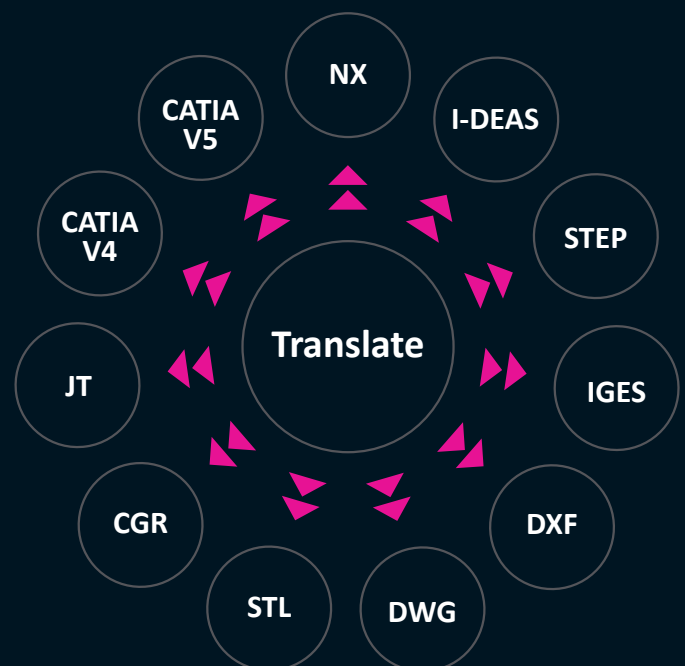 NX
I-DEAS
STEP
IGES
DXF
DWG
STL
CGR
JT
CATIA
V4
CATIA
V5
Translate